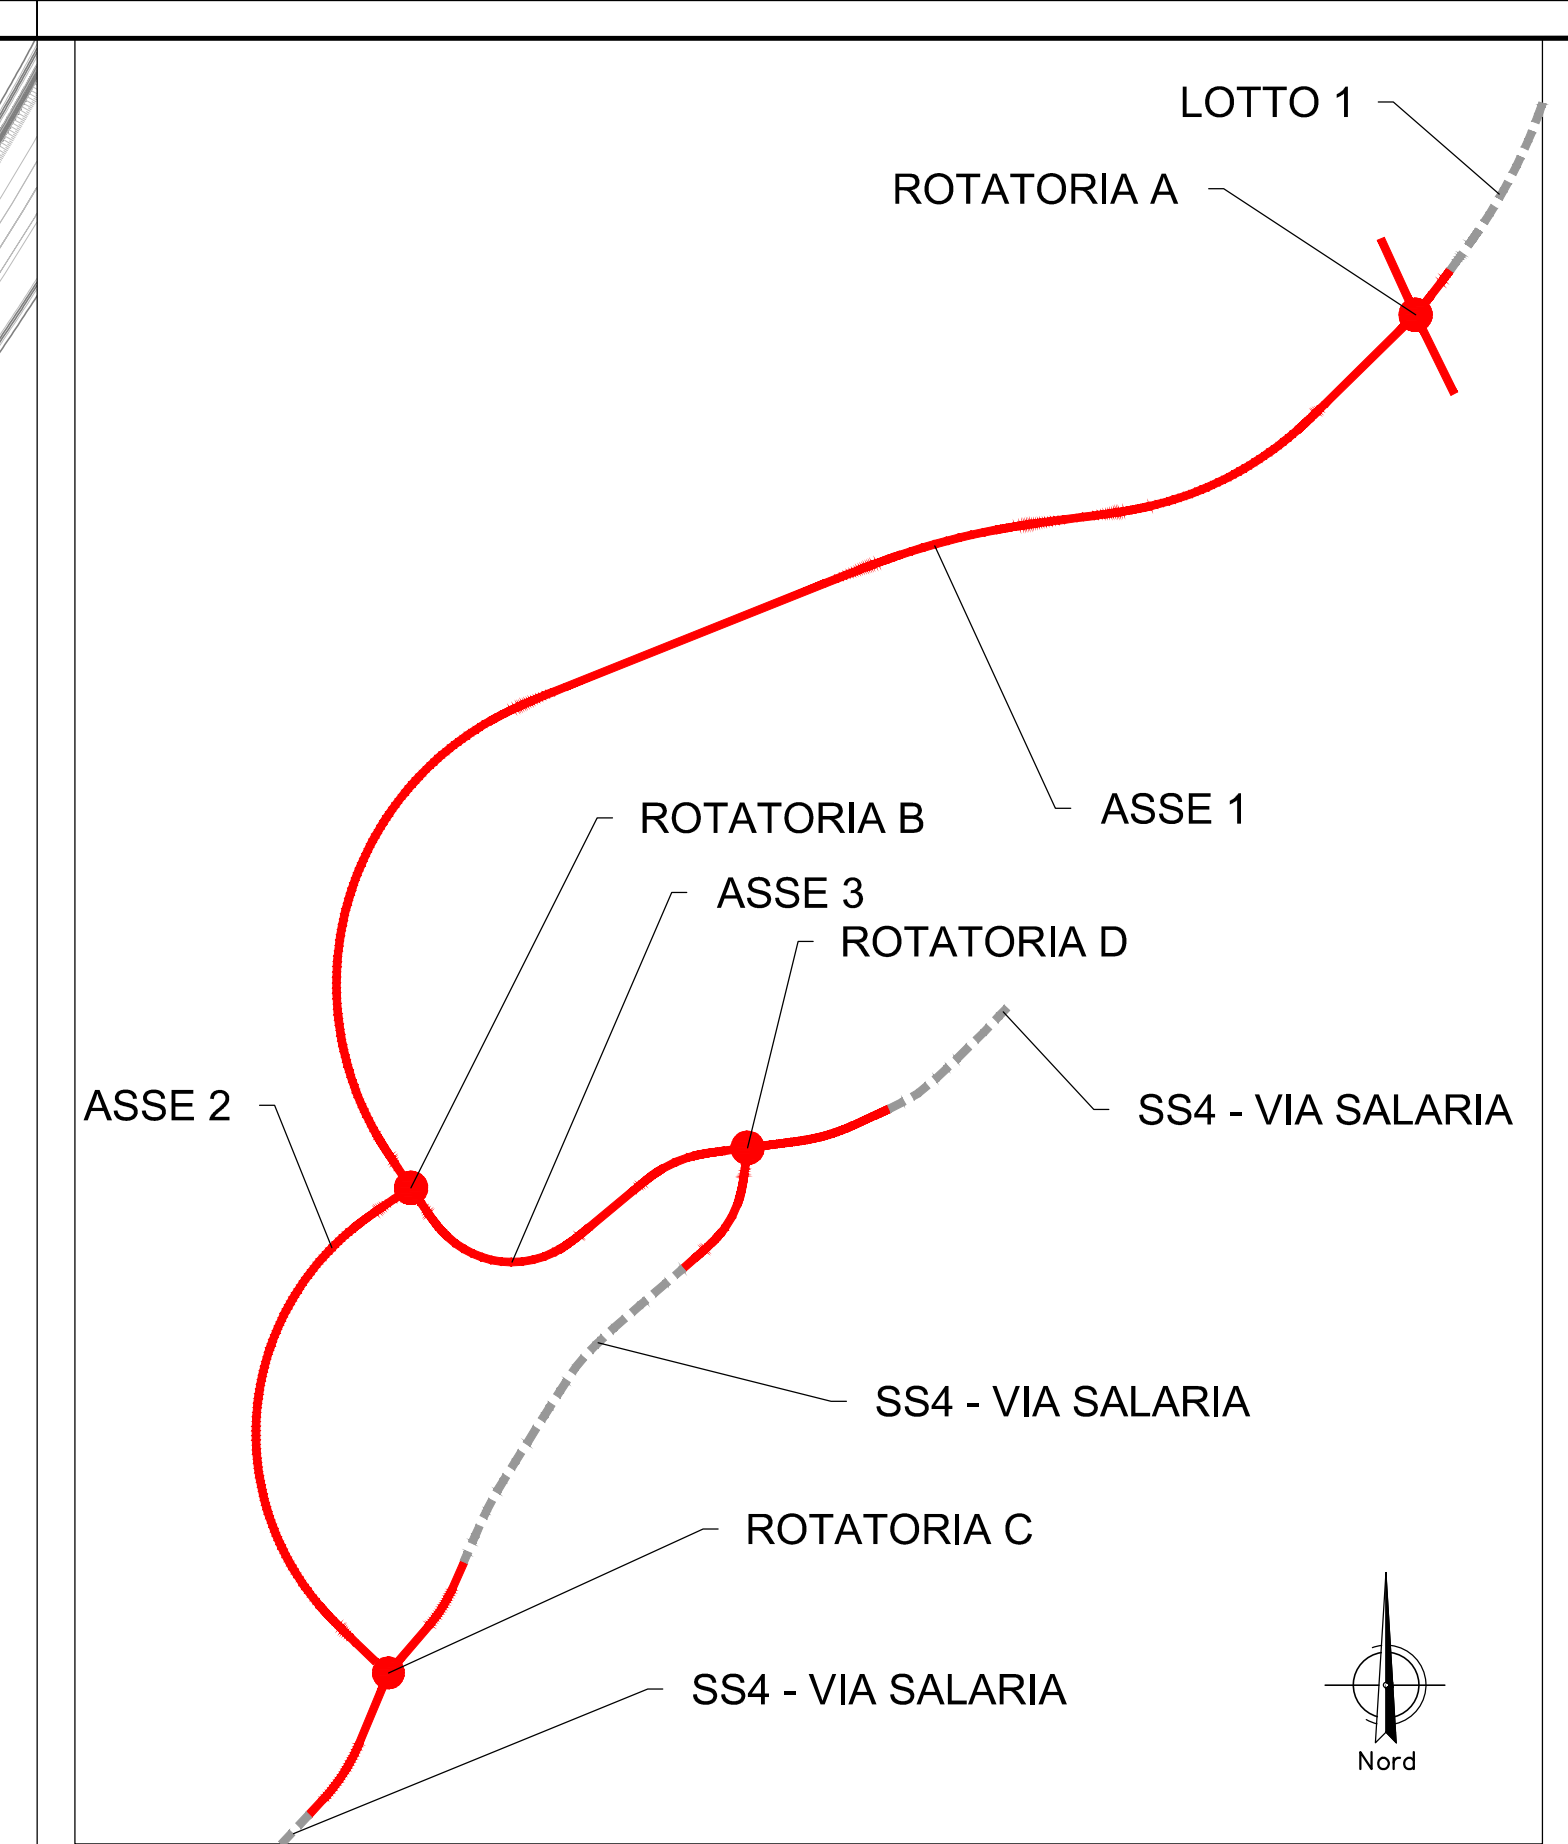 LOTTO 1
ROTATORIA A
ASSE 1
ROTATORIA B
ASSE 3
ROTATORIA D
ASSE 2
SS4 - VIA SALARIA
SS4 - VIA SALARIA
ROTATORIA C
SS4 - VIA SALARIA
Nord